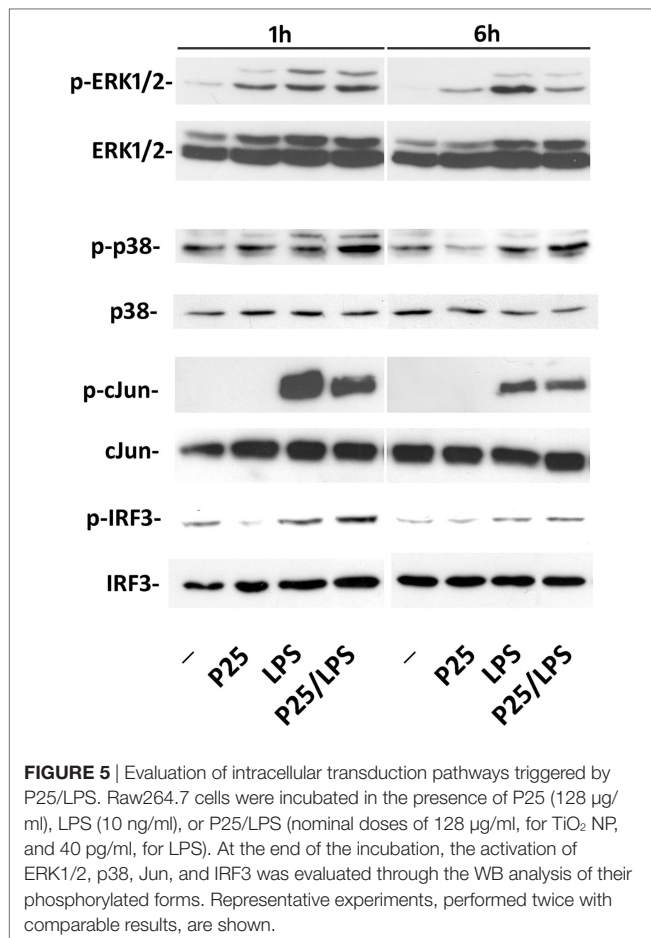 1h 6h
p-ERK1/2-
ERK1/2-
p-p38-
p38-
p-cJun-
cJun-
p-IRF3-
IRF3-
– P25 LPS P25/LPS – P25 LPS P25/LPS
FIGURE 5 | Evaluation of intracellular transduction pathways triggered by
P25/LPS. Raw264.7 cells were incubated in the presence of P25 (128 µg/
ml), LPS (10 ng/ml), or P25/LPS (nominal doses of 128 µg/ml, for TiO₂ NP,
and 40 pg/ml, for LPS). At the end of the incubation, the activation of
ERK1/2, p38, Jun, and IRF3 was evaluated through the WB analysis of their
phosphorylated forms. Representative experiments, performed twice with
comparable results, are shown.